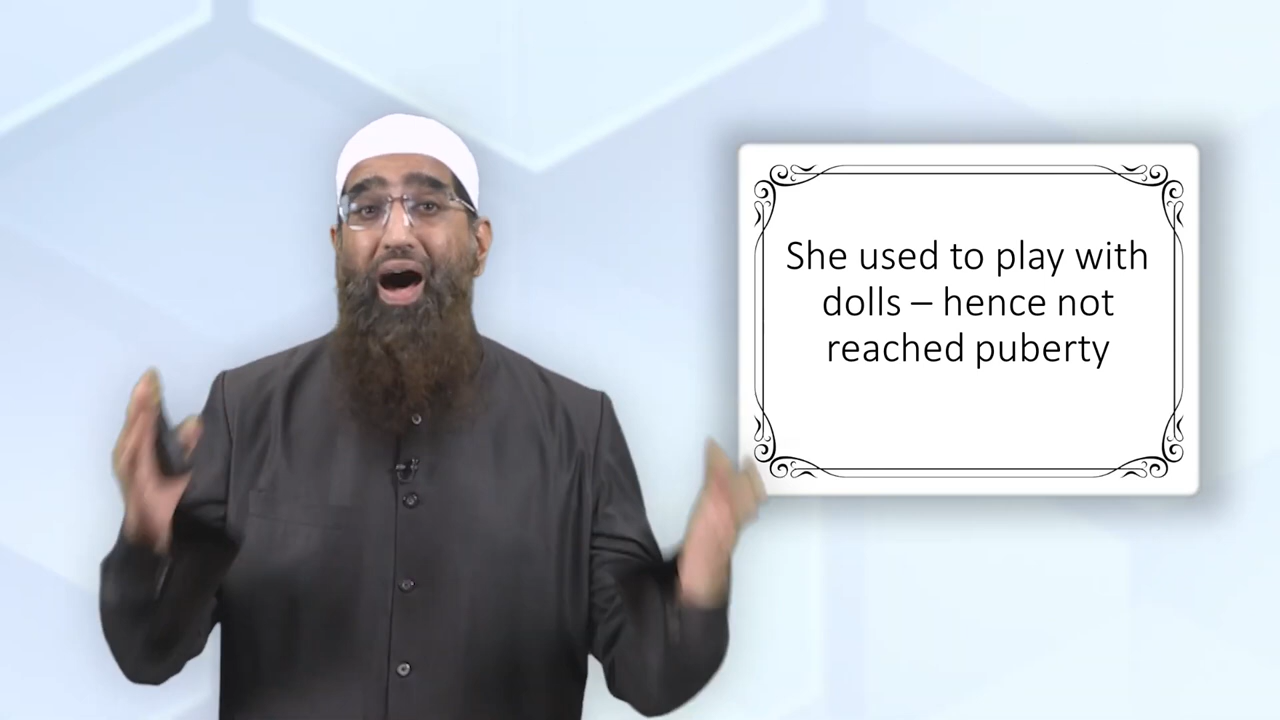 She used to play with
dolls – hence not
reached puberty